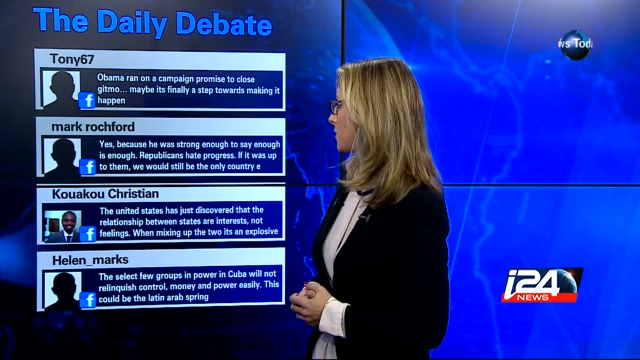 The Daily Debate
Tony67
Obama ran on a campaign promise to close
gitmo... maybe its finally a step towards making it
happen
mark rochford
Yes, because he was strong enough to say enough
is enough. Republicans hate progress. If it was up
to them, we would still be the only country e
Kouakou Christian
The united states has just discovered that the
relationship between states are interests, not
feelings. When mixing up the two its an explosive
Helen_marks
The select few groups in power in Cuba will not
relinquish control, money and power easily. This
could be the latin arab spring
ws Toda
i24
NEWS